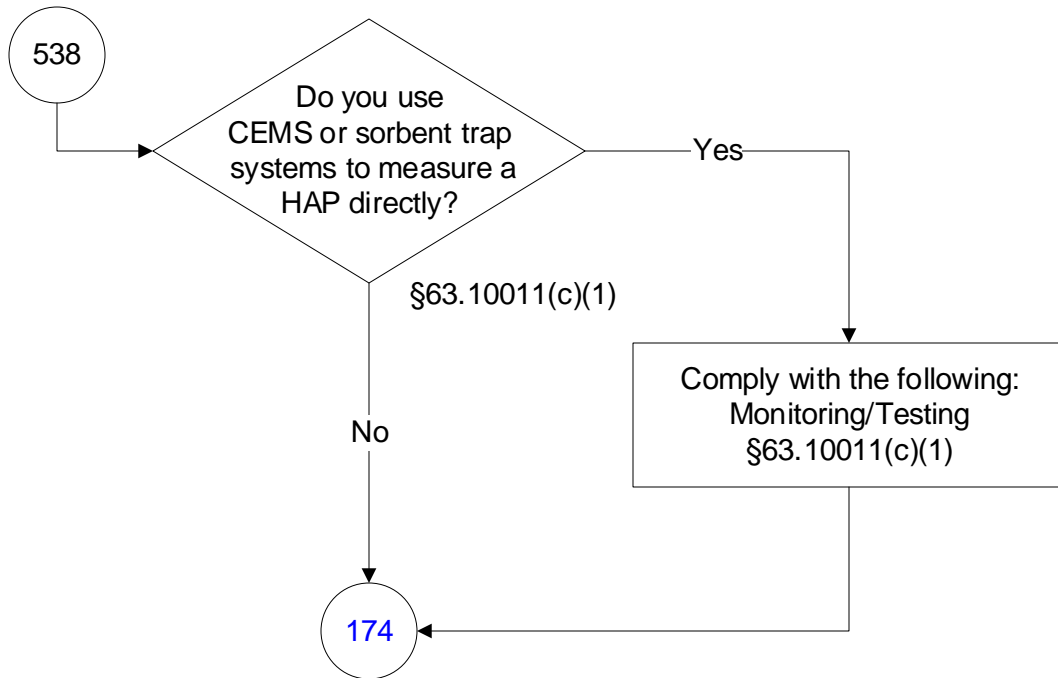 538
Do you use
CEMS or sorbent trap
systems to measure a
HAP directly?
Yes
§63.10011(c)(1)
Comply with the following:
Monitoring/Testing
§63.10011(c)(1)
No
174